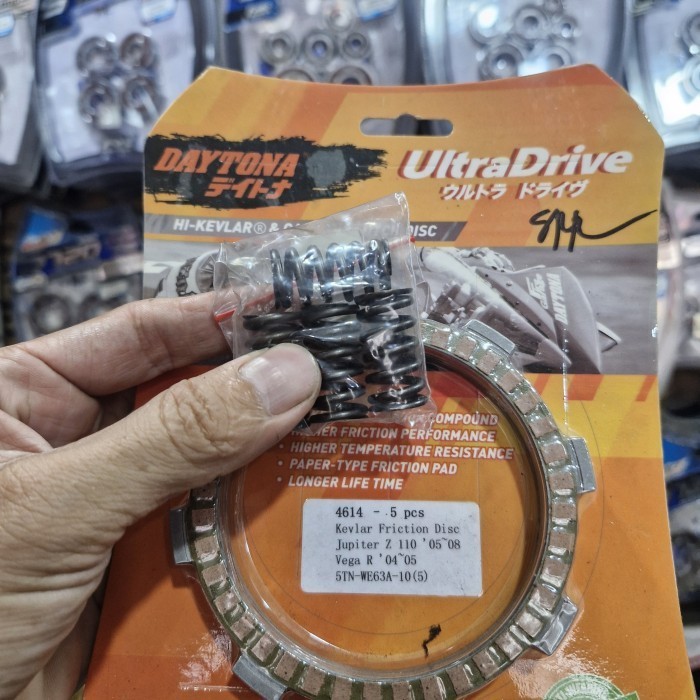 DAYTONA
デイトナ
UltraDrive
ウルトラ ドライヴ
HI-KEVLAR® & DISC
DAYTONA
COMPOUND
HIGHER FRICTION PERFORMANCE
• HIGHER TEMPERATURE RESISTANCE
• PAPER-TYPE FRICTION PAD
• LONGER LIFE TIME
4614 - 5 pcs
Kevlar Friction Disc
Jupiter Z 110 '05~08
Vega R '04~05
5TN-WE63A-10(5)